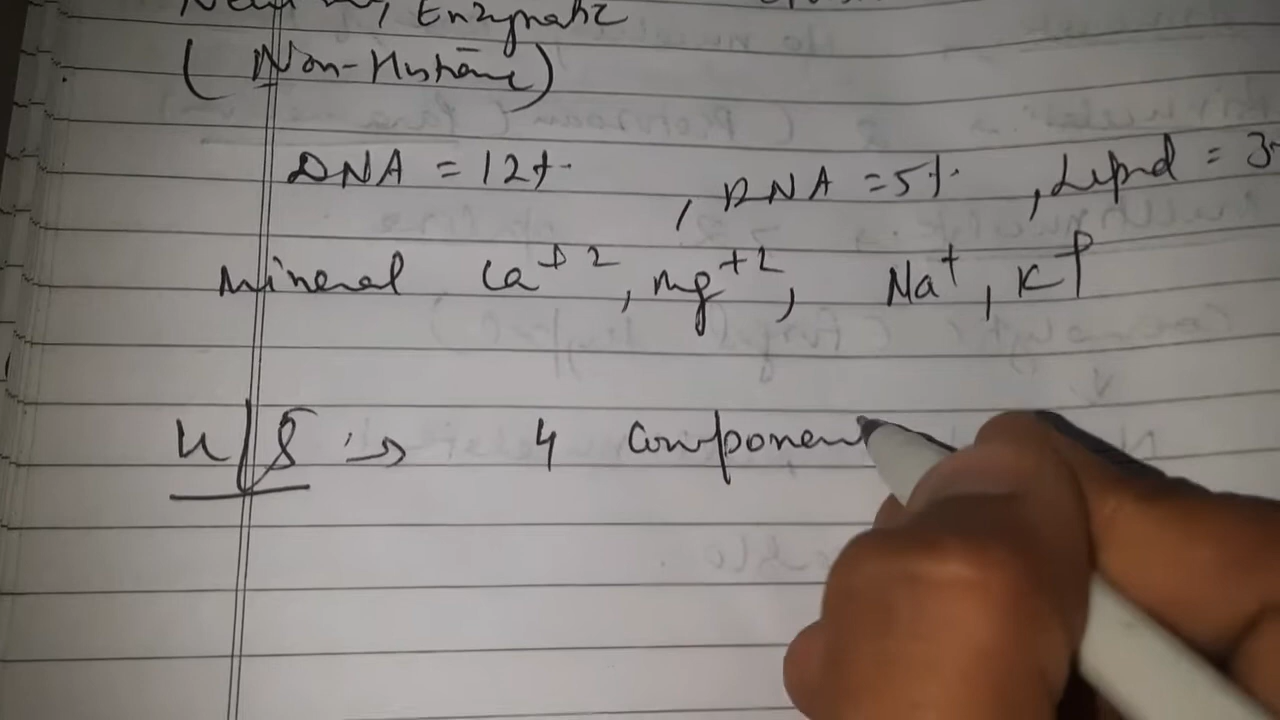 Enzymatic
(Non-Histone)
DNA = 12%, RNA = 5%, Lipid = 3
Mineral Ca+2, mg+2, Na+, K+
U/S :→ 4 Component